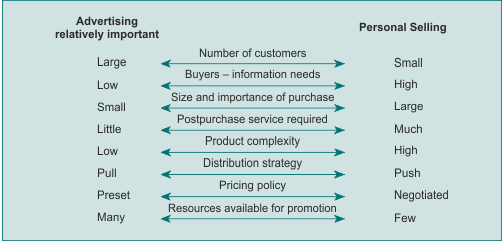 Advertising
relatively important
Personal Selling
Number of customers
Large
Small
Buyers – information needs
Low
High
Size and importance of purchase
Small
Large
Postpurchase service required
Little
Much
Product complexity
Low
High
Distribution strategy
Pull
Push
Pricing policy
Preset
Negotiated
Resources available for promotion
Many
Few